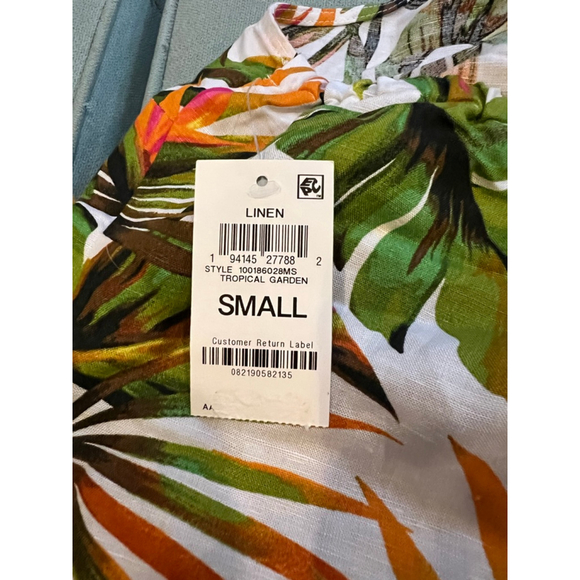 LINEN
1 94145 27788 2
STYLE 100186028MS
TROPICAL GARDEN
SMALL
Customer Return Label
082190582135